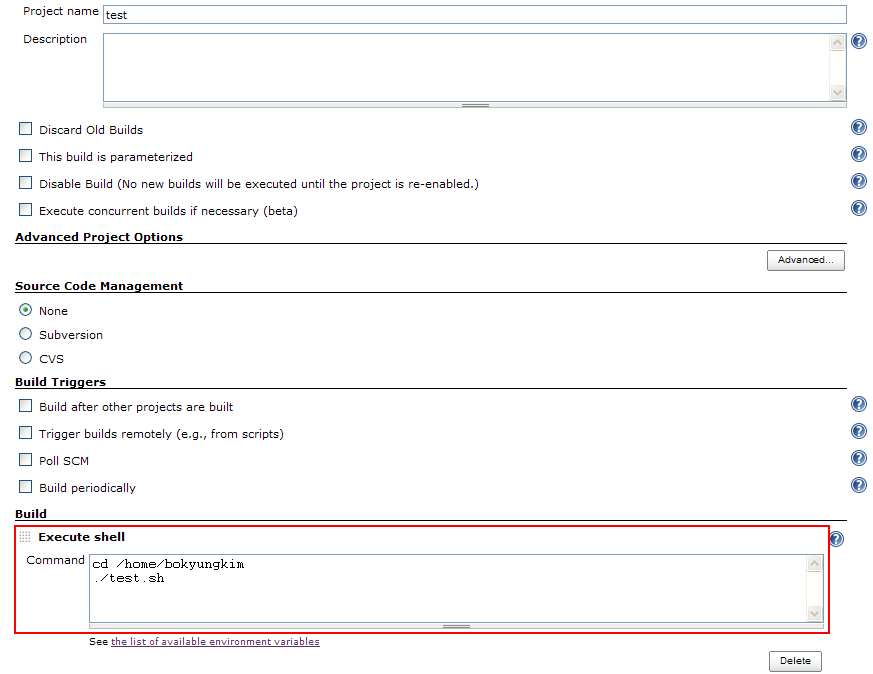 Project name test
Description
Discard Old Builds
This build is parameterized
Disable Build (No new builds will be executed until the project is re-enabled.)
Execute concurrent builds if necessary (beta)
Advanced Project Options
Advanced...
Source Code Management
None
Subversion
CVS
Build Triggers
Build after other projects are built
Trigger builds remotely (e.g., from scripts)
Poll SCM
Build periodically
Build
Execute shell
Command cd /home/bokyungkim
./test.sh
See the list of available environment variables
Delete